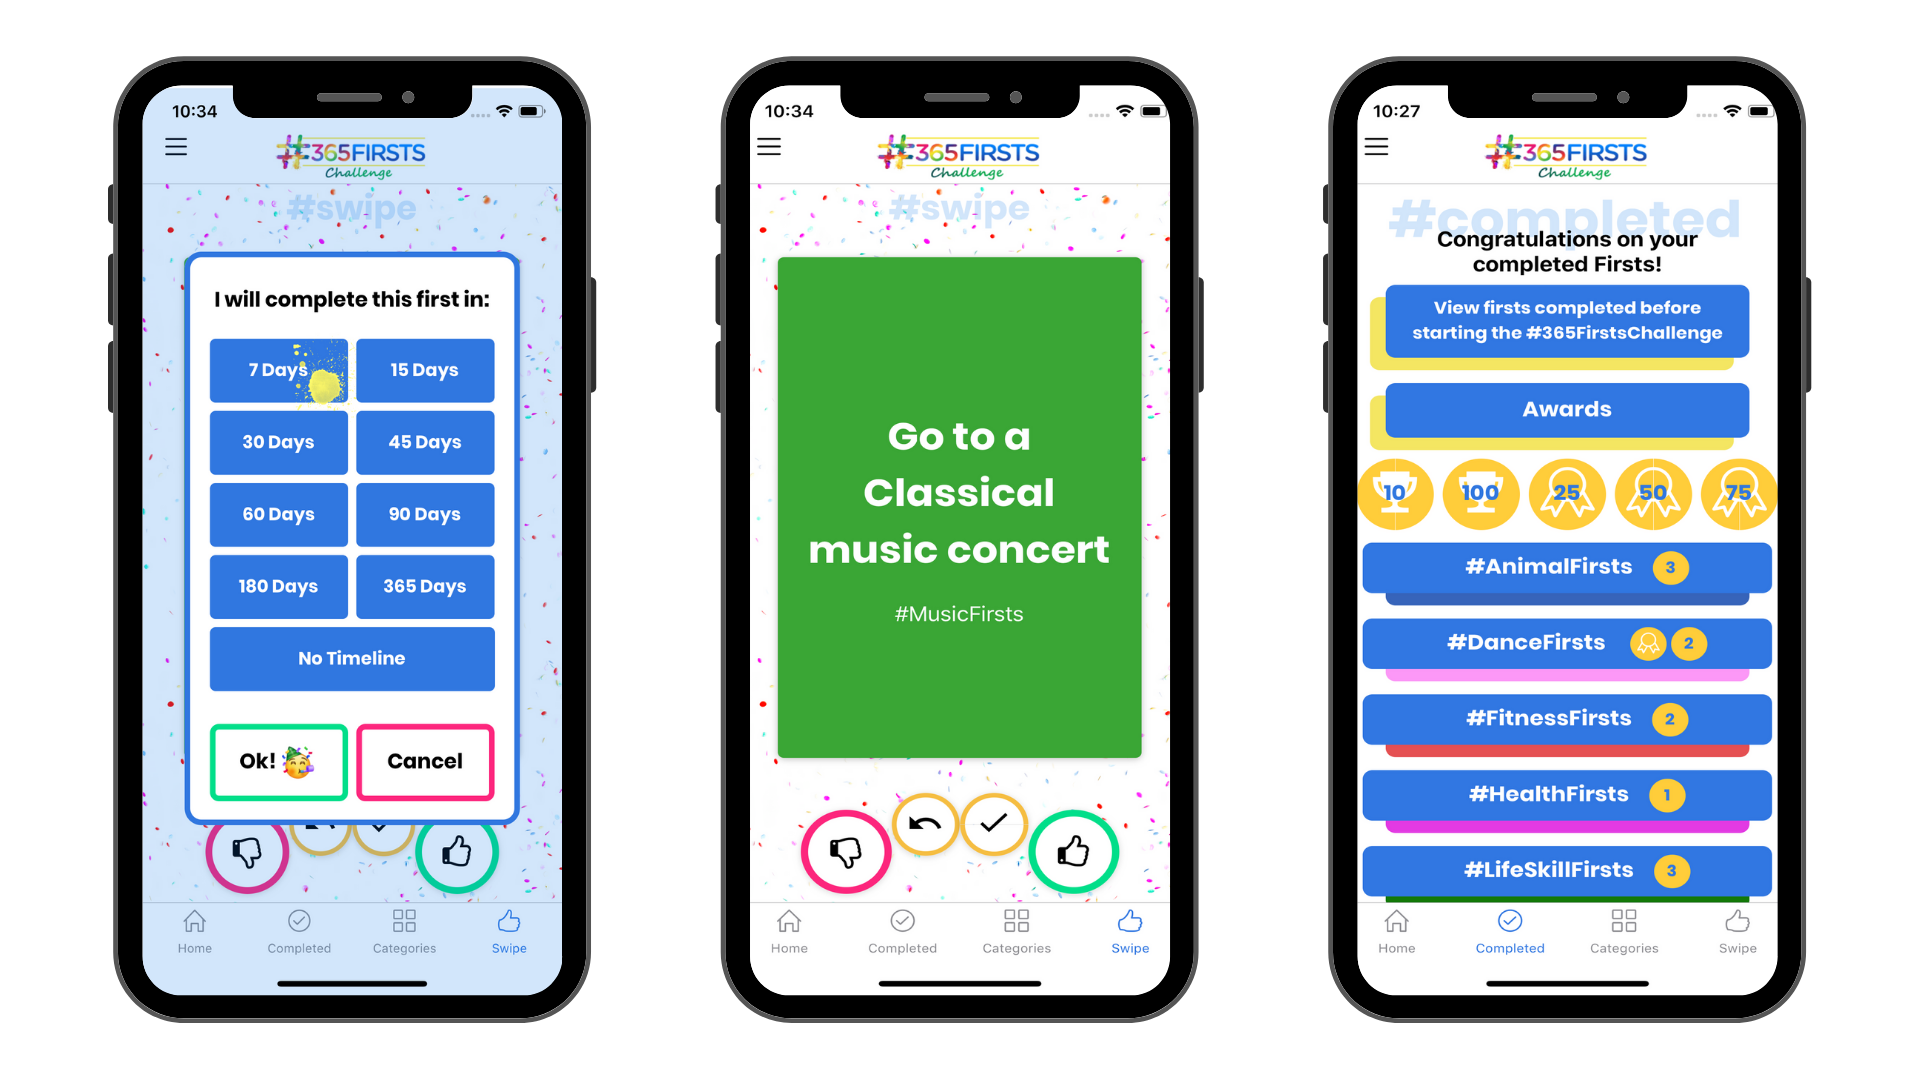 10:34
#365FIRSTS
Challenge
#swipe
I will complete this first in:
7 Days
15 Days
30 Days
45 Days
60 Days
90 Days
180 Days
365 Days
No Timeline
Ok!
Cancel
Home
Completed
Categories
Swipe
10:34
#365FIRSTS
Challenge
#swipe
Go to a
Classical
music concert
#MusicFirsts
Home
Completed
Categories
Swipe
10:27
#365FIRSTS
Challenge
#completed
Congratulations on your
completed Firsts!
View firsts completed before
starting the #365FirstsChallenge
Awards
10
100
25
50
75
#AnimalFirsts 3
#DanceFirsts 2
#FitnessFirsts 2
#HealthFirsts 1
#LifeSkillFirsts 3
Home
Completed
Categories
Swipe